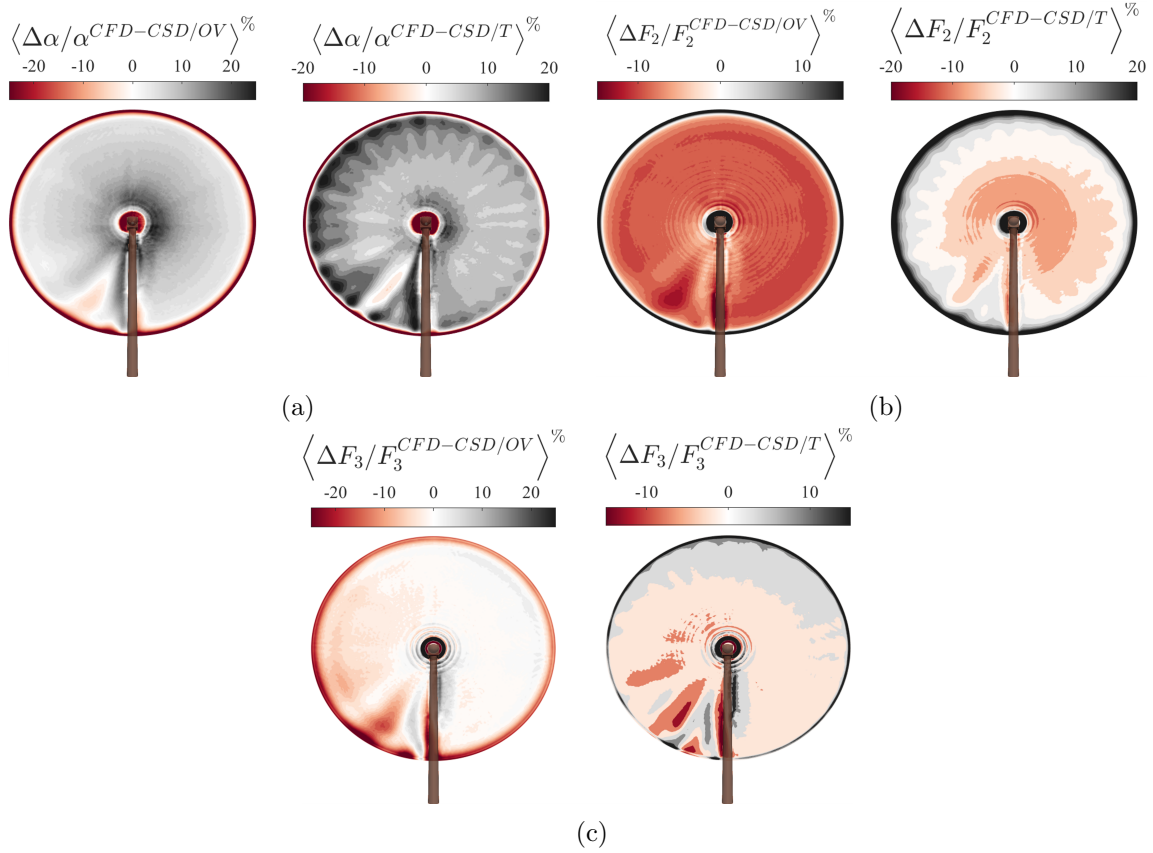 ⟨Δα/α^{CFD−CSD/OV}⟩^% ⟨Δα/α^{CFD−CSD/T}⟩^% ⟨ΔF_2/F_2^{CFD−CSD/OV}⟩^% ⟨ΔF_2/F_2^{CFD−CSD/T}⟩^%
-20 -10 0 10 20 -20 -10 0 10 20 -10 0 10 -20 -10 0 10 20
(a) (b)
⟨ΔF_3/F_3^{CFD−CSD/OV}⟩^% ⟨ΔF_3/F_3^{CFD−CSD/T}⟩^%
-20 -10 0 10 20 -10 0 10
(c)